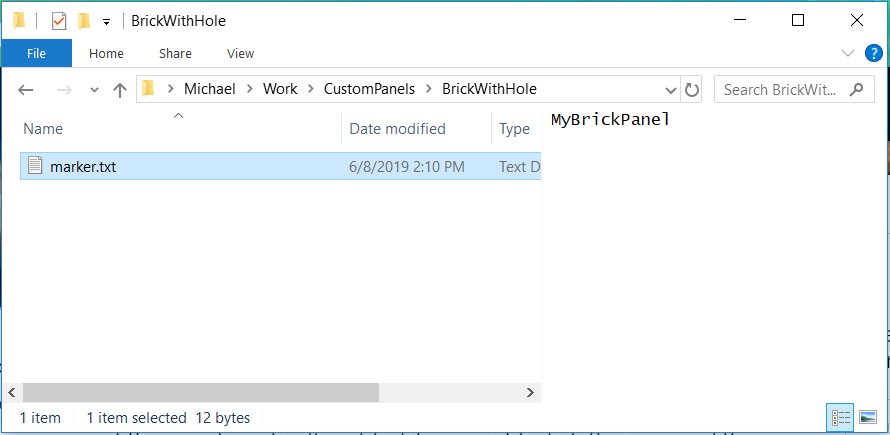 BrickWithHole
File Home Share View
Michael Work CustomPanels BrickWithHole
Search BrickWit...
Name Date modified Type
MyBrickPanel
marker.txt 6/8/2019 2:10 PM Text D
1 item 1 item selected 12 bytes